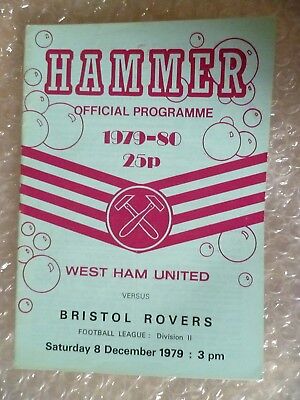 HAMMER
OFFICIAL PROGRAMME
1979-80
25p
WEST HAM UNITED
VERSUS
BRISTOL ROVERS
FOOTBALL LEAGUE : Division II
Saturday 8 December 1979 : 3 pm